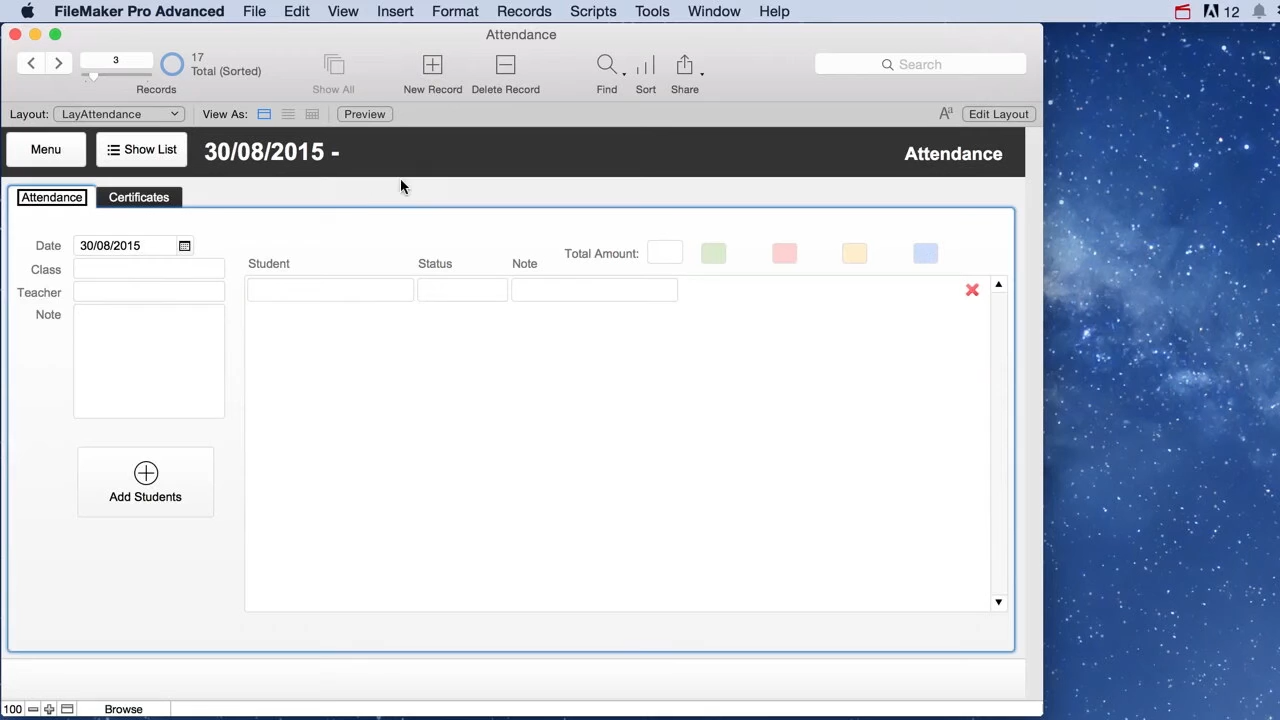 FileMaker Pro Advanced File Edit View Insert Format Records Scripts Tools Window Help 12
Attendance
3
17
Total (Sorted)
Records
Show All
New Record
Delete Record
Find
Sort
Share
Search
Layout: LayAttendance View As: Preview Aa Edit Layout
Menu Show List 30/08/2015 - Attendance
Attendance Certificates
Date 30/08/2015
Class
Teacher
Note
Add Students
Total Amount:
Student Status Note
100 Browse